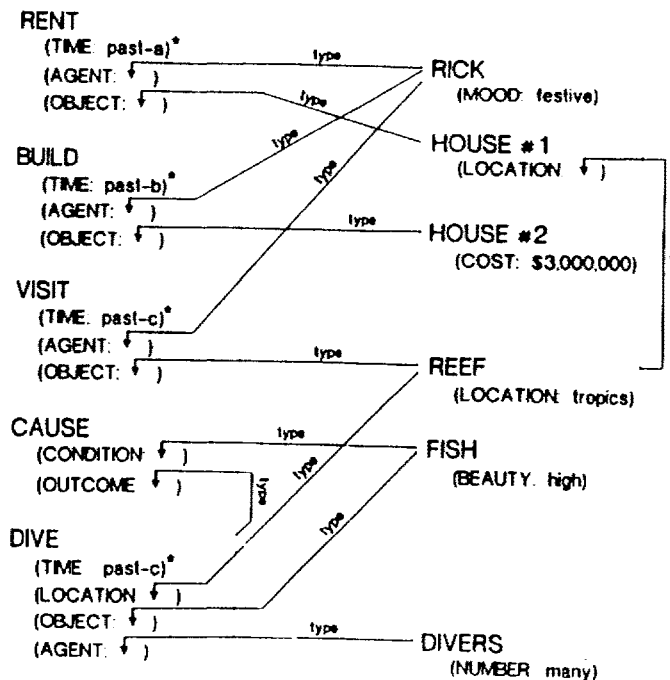 RENT
(TIME: past-a)*
(AGENT: )
(OBJECT: )
BUILD
(TIME: past-b)*
(AGENT: )
(OBJECT: )
VISIT
(TIME: past-c)*
(AGENT: )
(OBJECT: )
CAUSE
(CONDITION )
(OUTCOME )
DIVE
(TIME past-c)*
(LOCATION )
(OBJECT: )
(AGENT: )
type
type
type
type
type
type
type
type
type
type
type
RICK
(MOOD: festive)
HOUSE #1
(LOCATION )
HOUSE #2
(COST: $3,000,000)
REEF
(LOCATION: tropics)
FISH
(BEAUTY: high)
DIVERS
(NUMBER many)